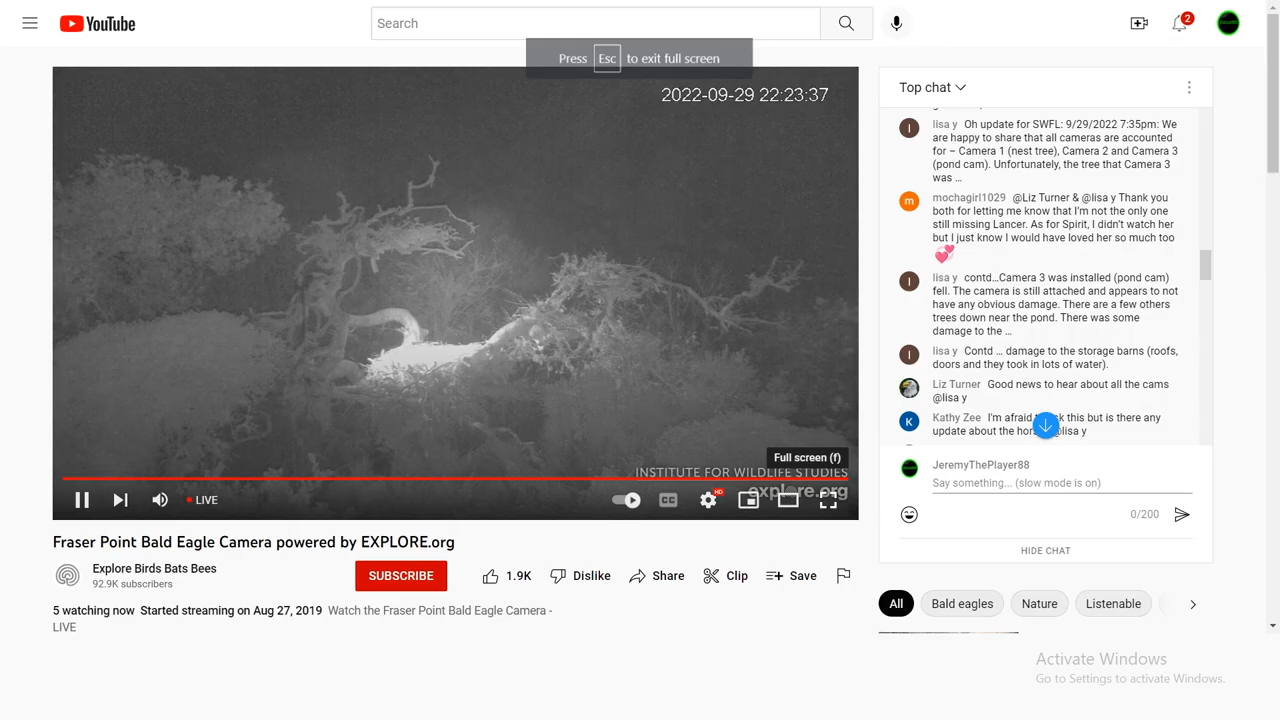 YouTube
Search
2
Press Esc to exit full screen
2022-09-29 22:23:37
Full screen (f)
INSTITUTE FOR WILDLIFE STUDIES
explore.org
LIVE
CC
HD
Fraser Point Bald Eagle Camera powered by EXPLORE.org
Explore Birds Bats Bees
92.9K subscribers
SUBSCRIBE
1.9K
Dislike
Share
Clip
Save
5 watching now Started streaming on Aug 27, 2019 Watch the Fraser Point Bald Eagle Camera -
LIVE
Top chat
I
lisa y Oh update for SWFL: 9/29/2022 7:35pm: We
are happy to share that all cameras are accounted
for – Camera 1 (nest tree), Camera 2 and Camera 3
(pond cam). Unfortunately, the tree that Camera 3
was …
m
mochagirl1029 @Liz Turner & @lisa y Thank you
both for letting me know that I'm not the only one
still missing Lancer. As for Spirit, I didn't watch her
but I just know I would have loved her so much too
I
lisa y contd…Camera 3 was installed (pond cam)
fell. The camera is still attached and appears to not
have any obvious damage. There are a few others
trees down near the pond. There was some
damage to the …
I
lisa y Contd … damage to the storage barns (roofs,
doors and they took in lots of water).
Liz Turner Good news to hear about all the cams
@lisa y
K
Kathy Zee I'm afraid this but is there any
update about the y
JeremyThePlayer88
Say something... (slow mode is on)
0/200
HIDE CHAT
All
Bald eagles
Nature
Listenable
Activate Windows
Go to Settings to activate Windows.